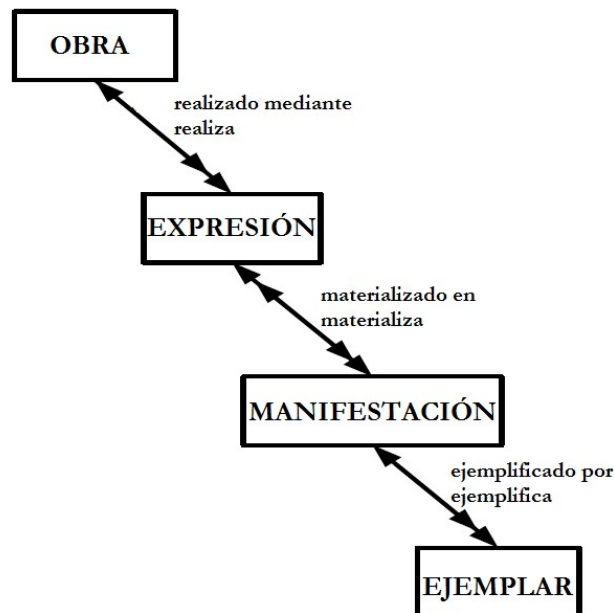 OBRA
realizado mediante
realiza
EXPRESIÓN
materializado en
materializa
MANIFESTACIÓN
ejemplificado por
ejemplifica
EJEMPLAR